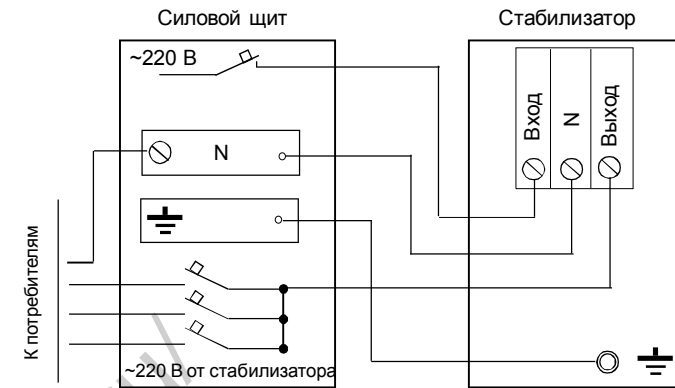 Силовой щит
Стабилизатор
~220 В
Вход
N
Выход
N
К потребителям
~220 В от стабилизатора